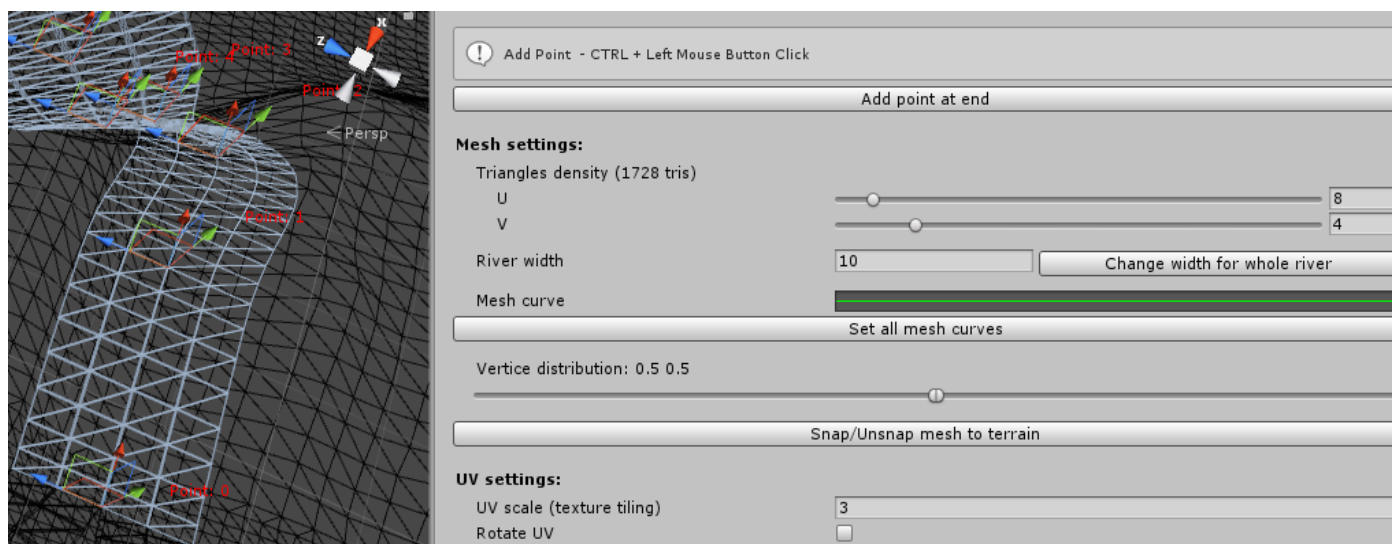 x
z
Point: 3
Point: 4
< Persp
Point: 1
Point: 0
Add Point - CTRL + Left Mouse Button Click
Add point at end
Mesh settings:
Triangles density (1728 tris)
U 8
V 4
River width 10 Change width for whole river
Mesh curve
Set all mesh curves
Vertice distribution: 0.5 0.5
Snap/Unsnap mesh to terrain
UV settings:
UV scale (texture tiling) 3
Rotate UV